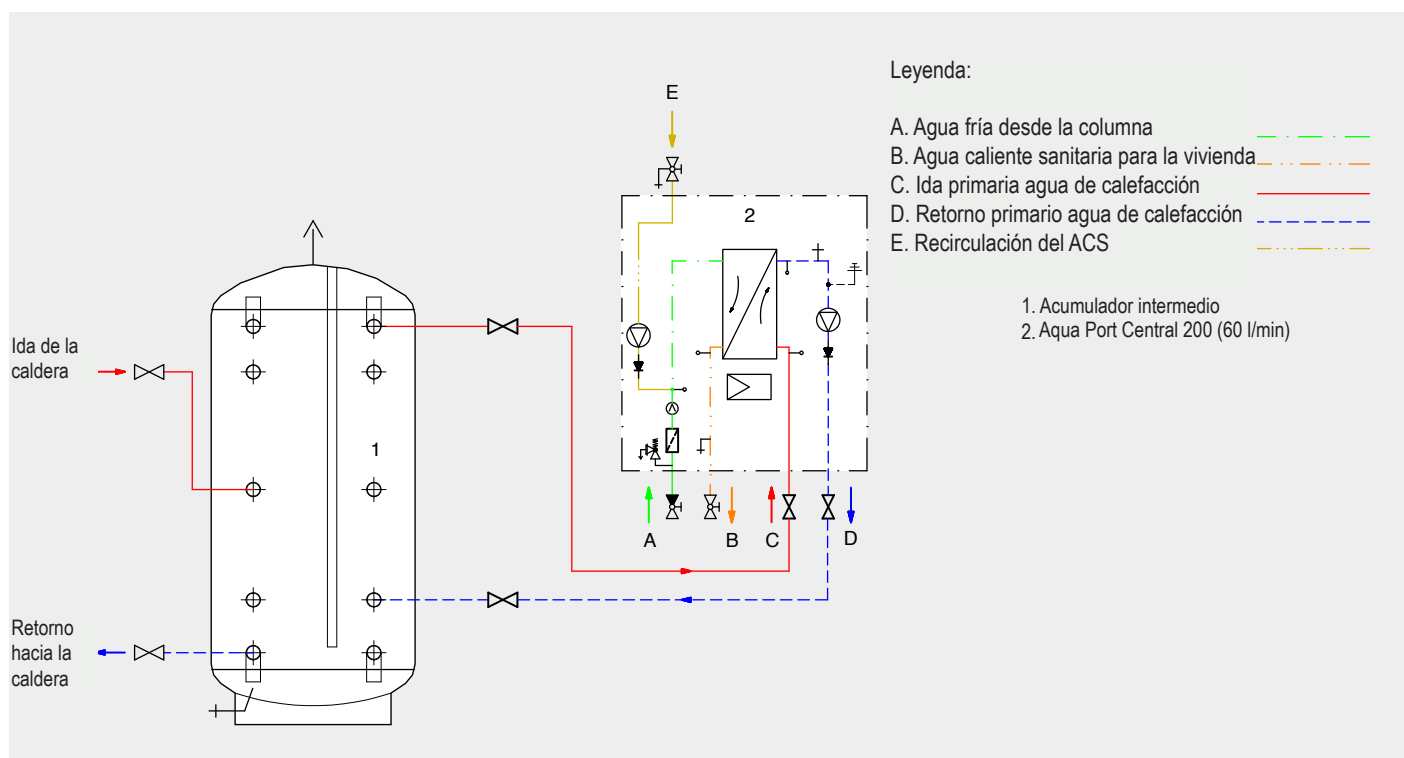 Leyenda:
A. Agua fría desde la columna
B. Agua caliente sanitaria para la vivienda
C. Ida primaria agua de calefacción
D. Retorno primario agua de calefacción
E. Recirculación del ACS
1. Acumulador intermedio
2. Aqua Port Central 200 (60 l/min)
E
2
Ida de la
caldera
1
A
B
C
D
Retorno
hacia la
caldera